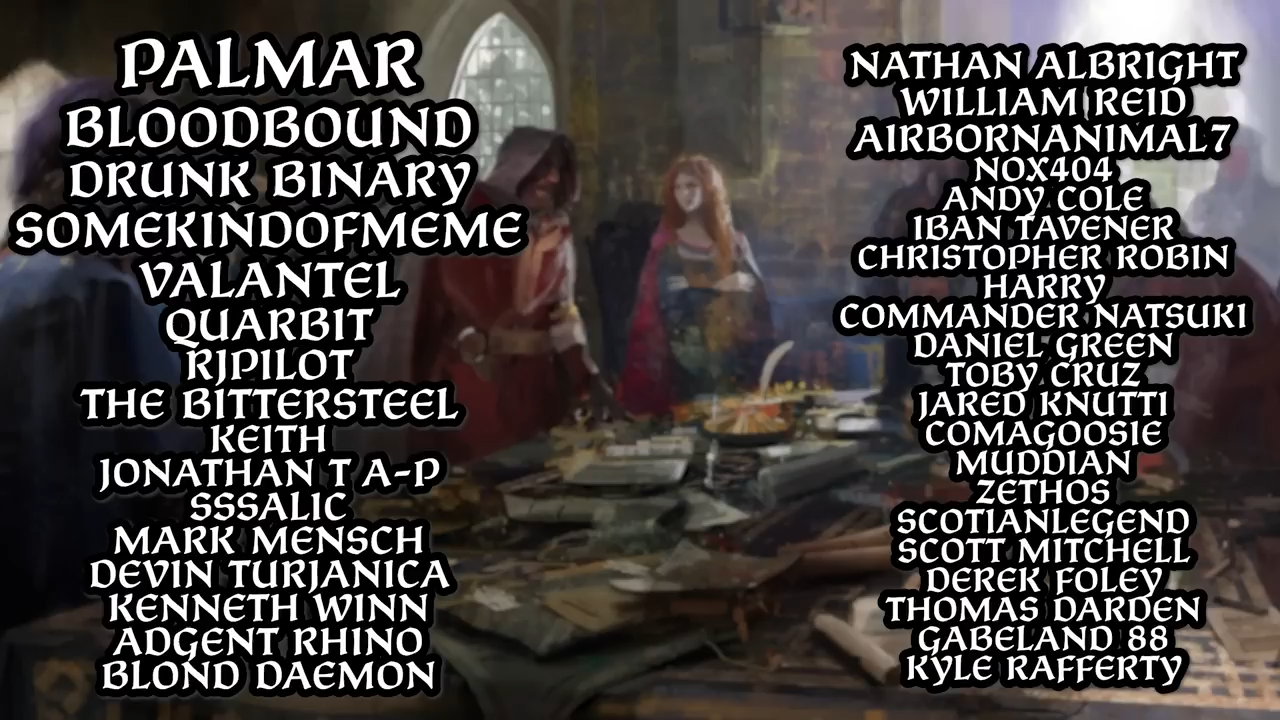 PALMAR
BLOODBOUND
DRUNK BINARY
SOMEKINDOFMEME
VALANTEL
QUARBIT
RJPILOT
THE BITTERSTEEL
KEITH
JONATHAN T A-P
SSSALIC
MARK MENSCH
DEVIN TURJANICA
KENNETH WINN
ADGENT RHINO
BLOND DAEMON
NATHAN ALBRIGHT
WILLIAM REID
AIRBORNANIMAL7
NOX404
ANDY COLE
IBAN TAVENER
CHRISTOPHER ROBIN
HARRY
COMMANDER NATSUKI
DANIEL GREEN
TOBY CRUZ
JARED KNUTTI
COMAGOOSIE
MUDDIAN
ZETHOS
SCOTIANLEGEND
SCOTT MITCHELL
DEREK FOLEY
THOMAS DARDEN
GABELAND 88
KYLE RAFFERTY